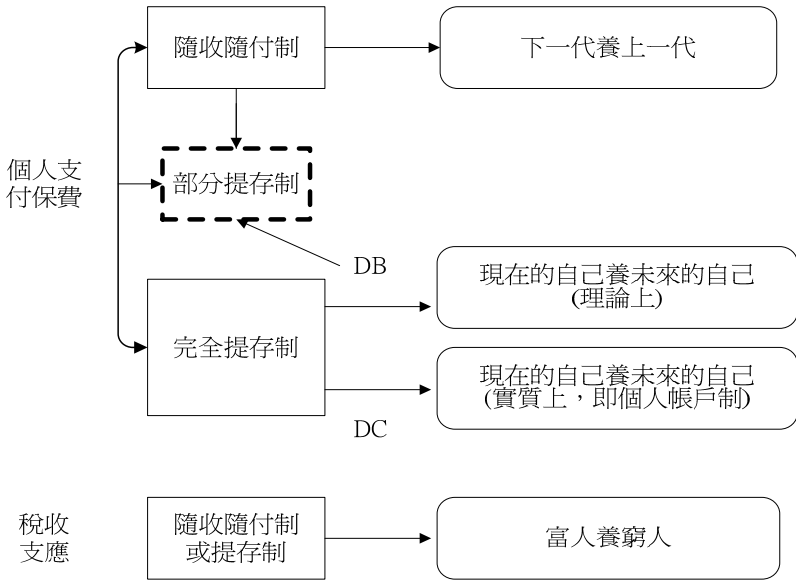 隨收隨付制
下一代養上一代
個人支
付保費
部分提存制
DB
現在的自己養未來的自己
(理論上)
完全提存制
現在的自己養未來的自己
(實質上，即個人帳戶制)
DC
稅收
支應
隨收隨付制
或提存制
富人養窮人